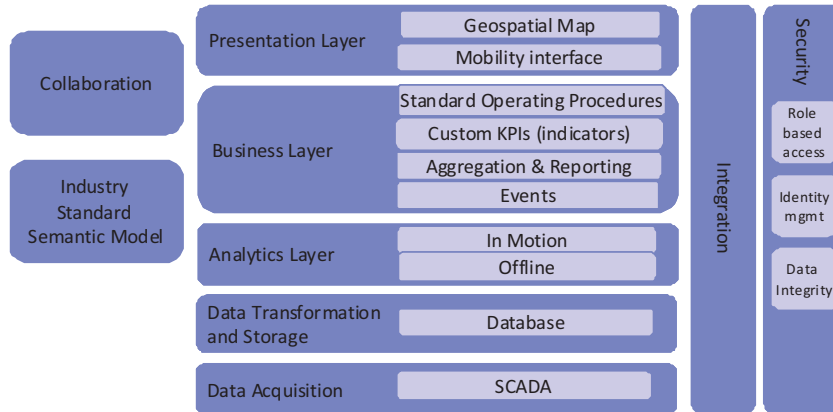 Collaboration
Industry
Standard
Semantic Model
Presentation Layer
Geospatial Map
Mobility interface
Business Layer
Standard Operating Procedures
Custom KPIs (indicators)
Aggregation & Reporting
Events
Analytics Layer
In Motion
Offline
Data Transformation
and Storage
Database
Data Acquisition
SCADA
Integration
Security
Role
based
access
Identity
mgmt
Data
Integrity